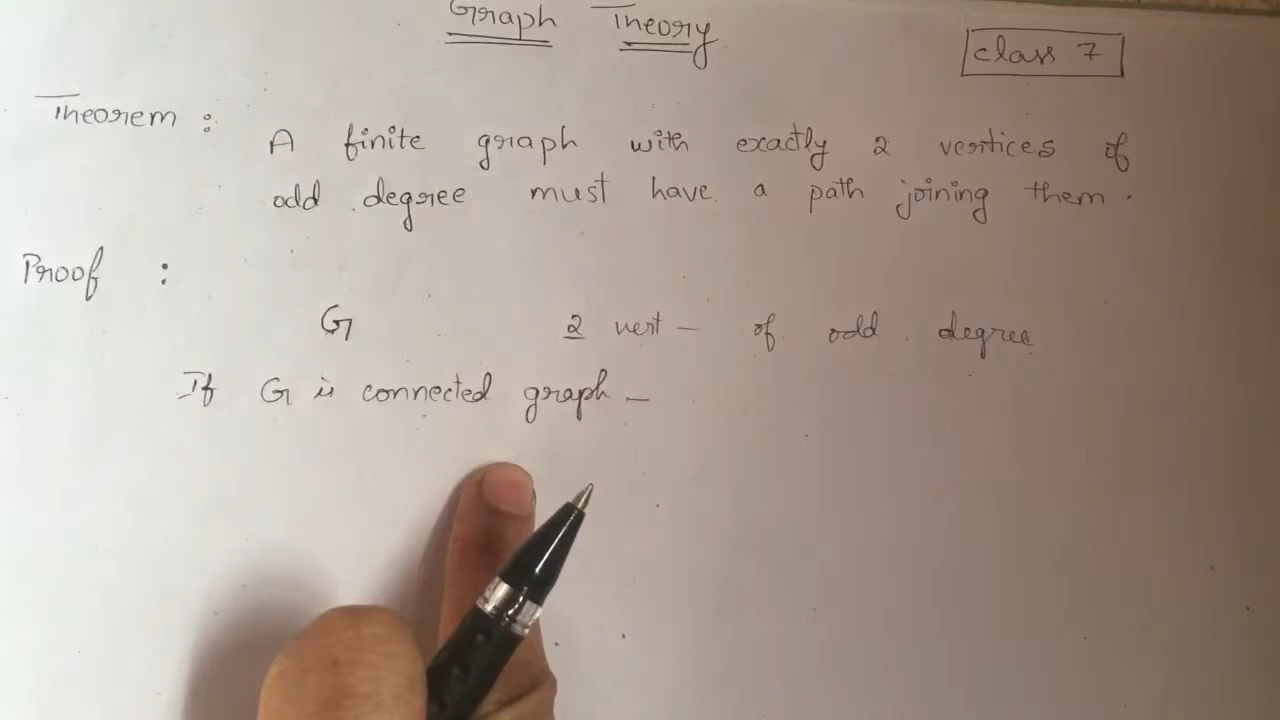 Graph Theory
class 7
Theorem :
A finite graph with exactly 2 vertices of
odd degree must have a path joining them.
Proof :
G 2 vert — of odd degree
If G is connected graph —